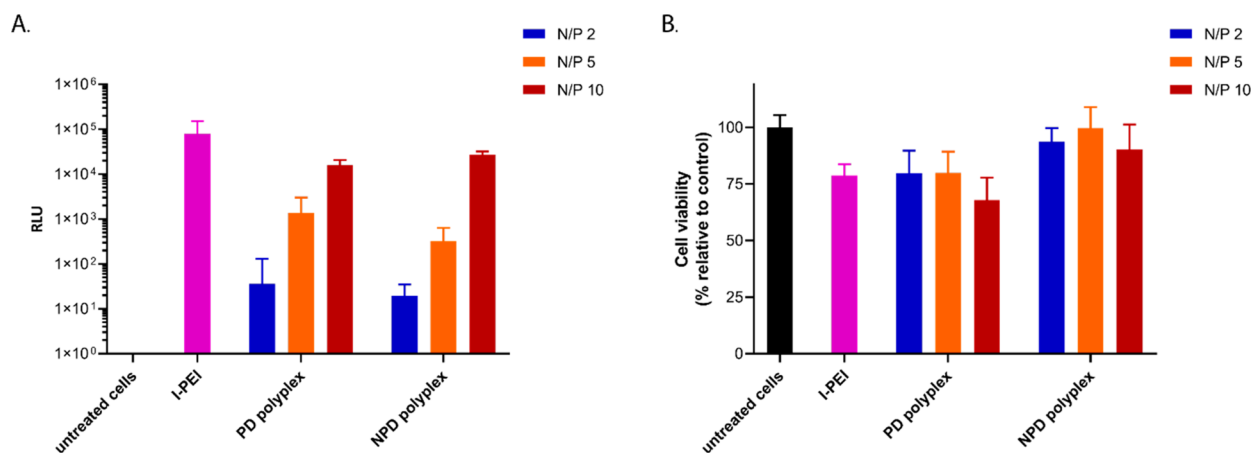 A.
N/P 2
N/P 5
N/P 10
1×10⁶
1×10⁵
1×10⁴
1×10³
1×10²
1×10¹
1×10⁰
RLU
untreated cells
l-PEI
PD polyplex
NPD polyplex
B.
N/P 2
N/P 5
N/P 10
100
75
50
25
0
Cell viability
(% relative to control)
untreated cells
l-PEI
PD polyplex
NPD polyplex